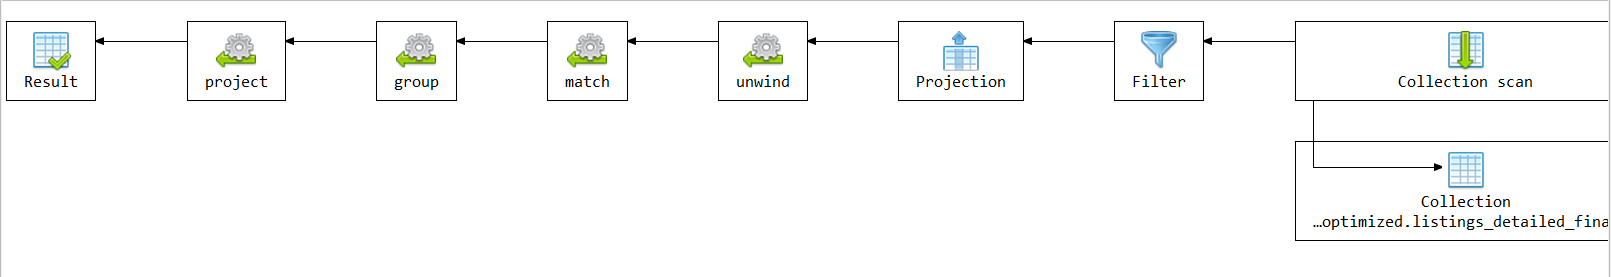 Result
project
group
match
unwind
Projection
Filter
Collection scan
Collection
…optimized.listings_detailed_fina